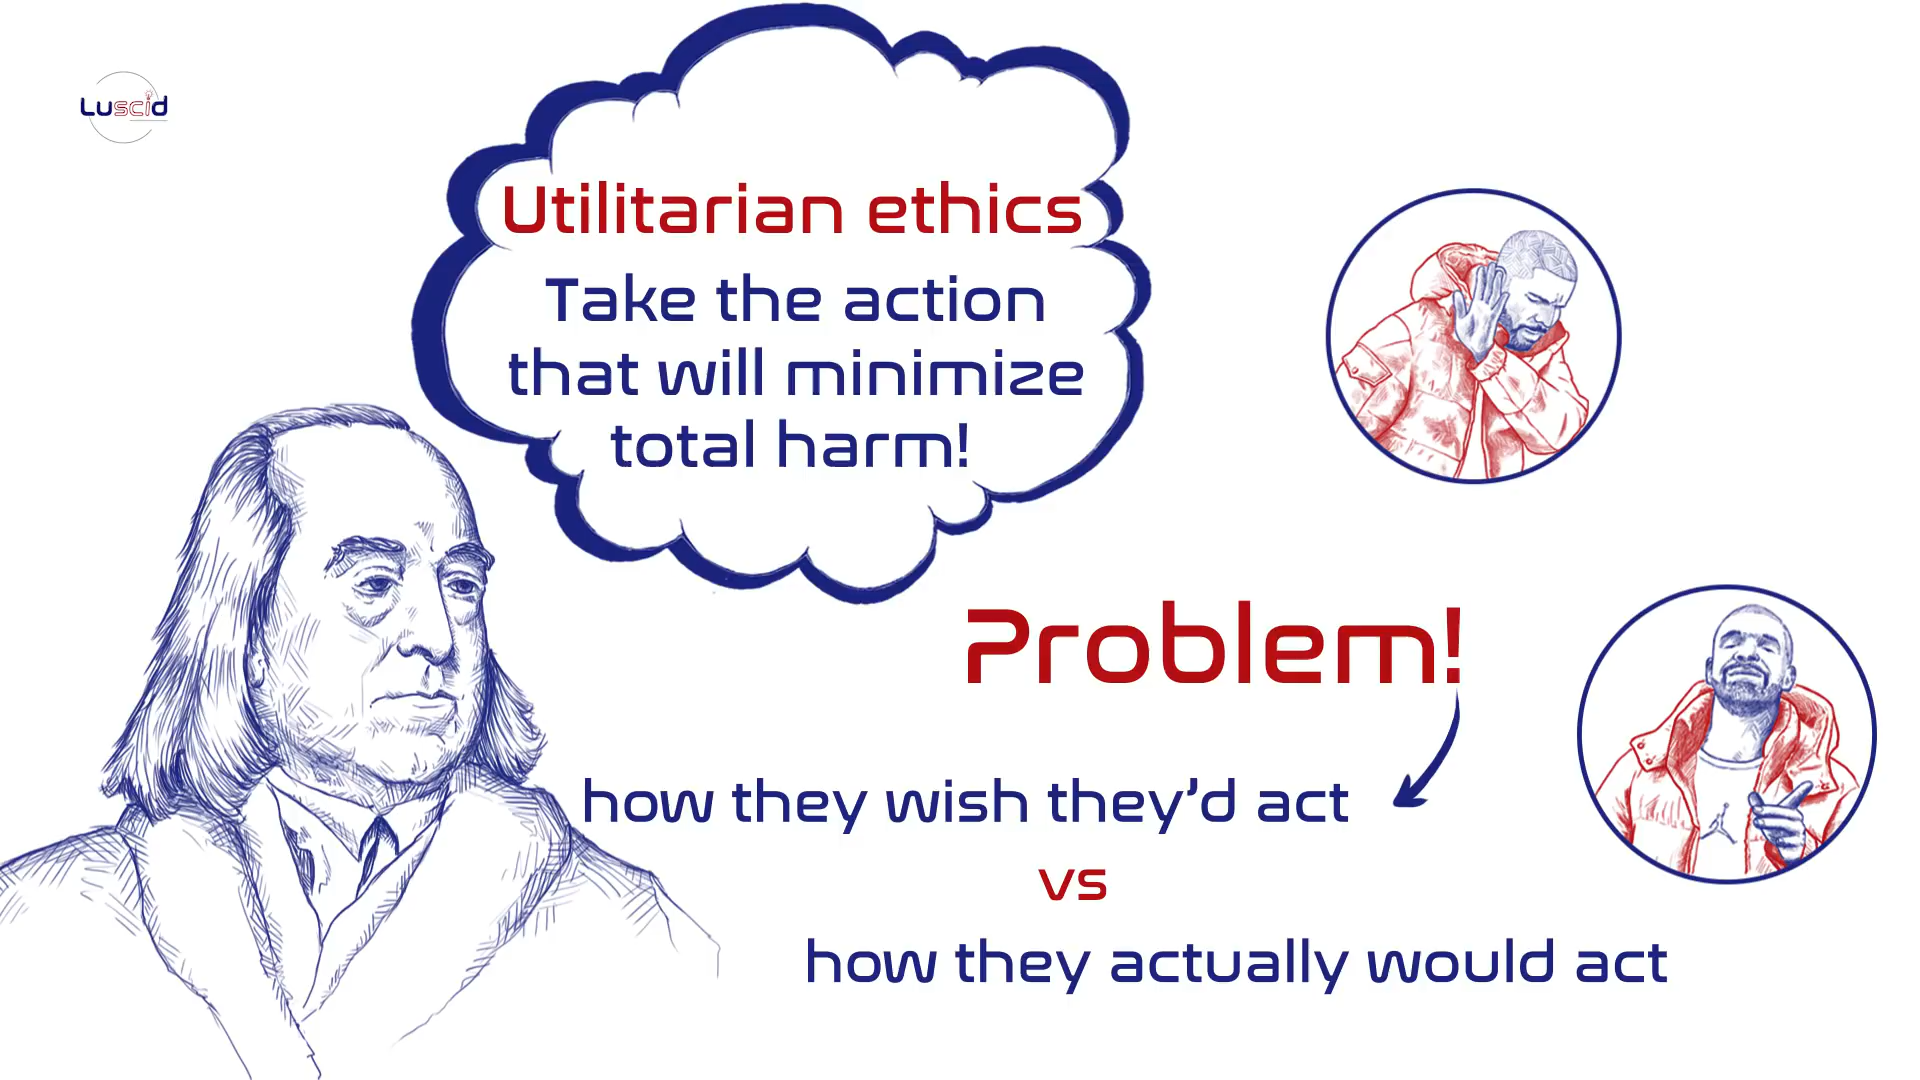 Luscid
Utilitarian ethics
Take the action
that will minimize
total harm!
Problem!
how they wish they'd act
vs
how they actually would act